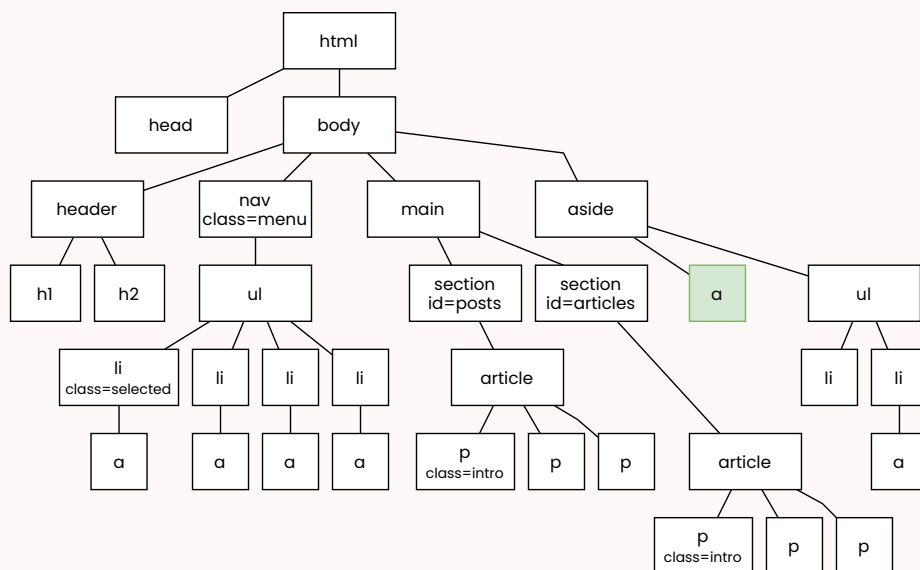 html
head
body
header
nav
class=menu
main
aside
h1
h2
ul
section
id=posts
section
id=articles
a
ul
li
class=selected
li
li
li
article
li
li
a
a
a
a
p
class=intro
p
p
article
a
p
class=intro
p
p